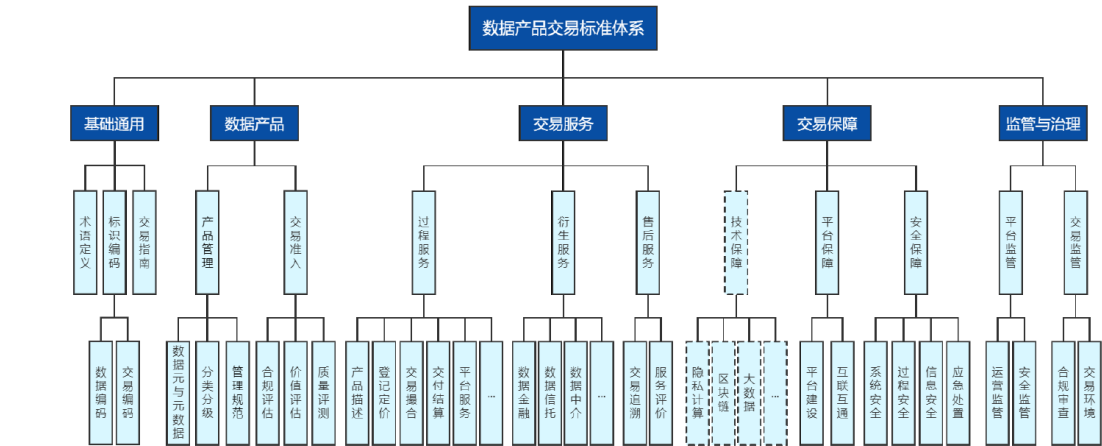 数据产品交易标准体系
基础通用
数据产品
交易服务
交易保障
监管与治理
术语定义
标识编码
交易指南
产品管理
交易准入
过程服务
衍生服务
售后服务
技术保障
平台保障
安全保障
平台监管
交易监管
数据编码
交易编码
数据元与元数据
分类分级
管理规范
合规评估
价值评估
质量评测
产品描述
登记定价
交易撮合
交付结算
平台服务
...
数据金融
数据信托
数据中介
...
交易追溯
服务评价
隐私计算
区块链
大数据
...
平台建设
互联互通
系统安全
过程安全
信息安全
应急处置
运营监管
安全监管
合规审查
交易环境